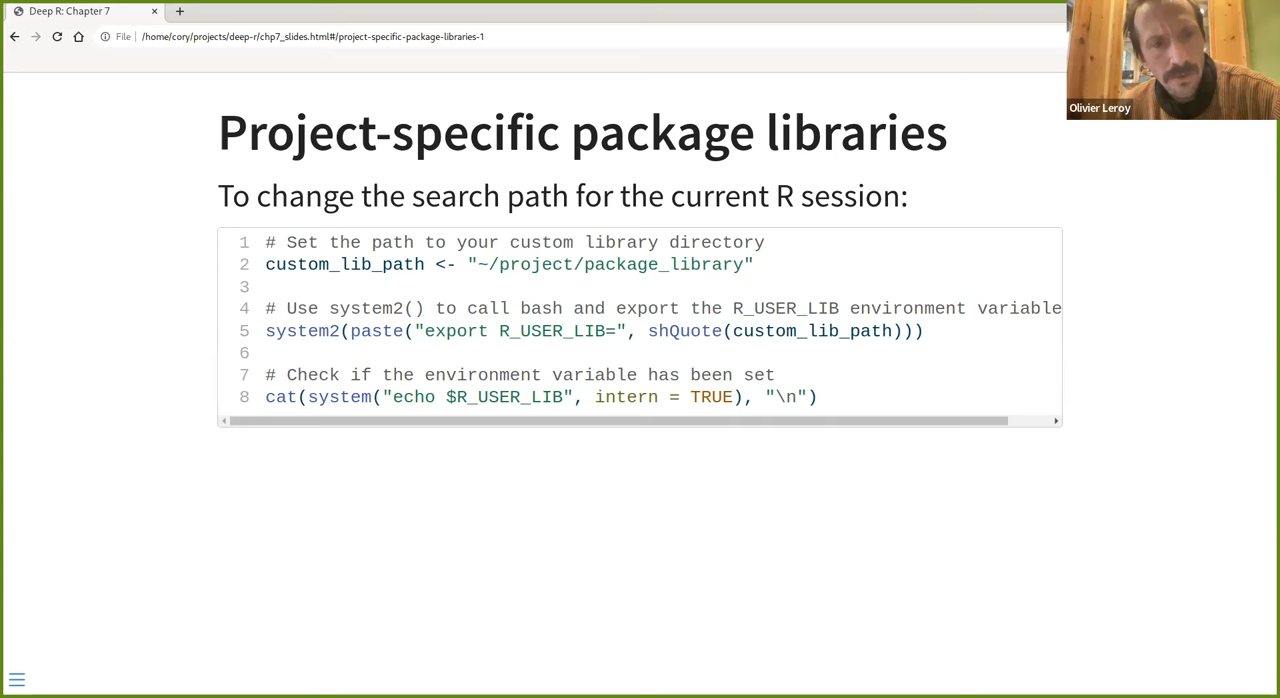 Deep R: Chapter 7
File | /home/cory/projects/deep-r/chp7_slides.html#/project-specific-package-libraries-1
Olivier Leroy
Project-specific package libraries
To change the search path for the current R session:
1 # Set the path to your custom library directory
2 custom_lib_path <- "~/project/package_library"
3
4 # Use system2() to call bash and export the R_USER_LIB environment variable
5 system2(paste("export R_USER_LIB=", shQuote(custom_lib_path)))
6
7 # Check if the environment variable has been set
8 cat(system("echo $R_USER_LIB", intern = TRUE), "\n")